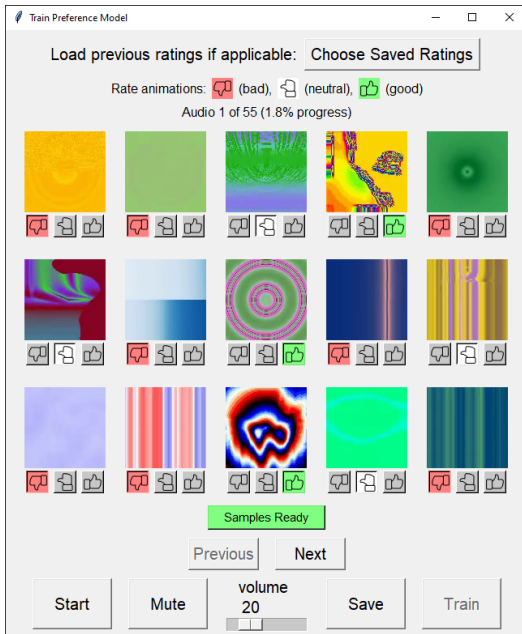 Train Preference Model
Load previous ratings if applicable: Choose Saved Ratings
Rate animations: (bad), (neutral), (good)
Audio 1 of 55 (1.8% progress)
Samples Ready
Previous Next
volume
Start Mute 20 Save Train